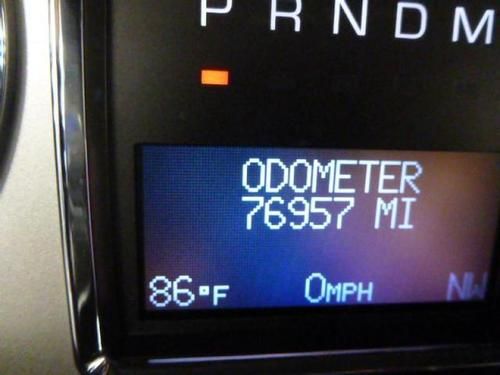 P R N D M
ODOMETER
76957 MI
86°F 0MPH NW